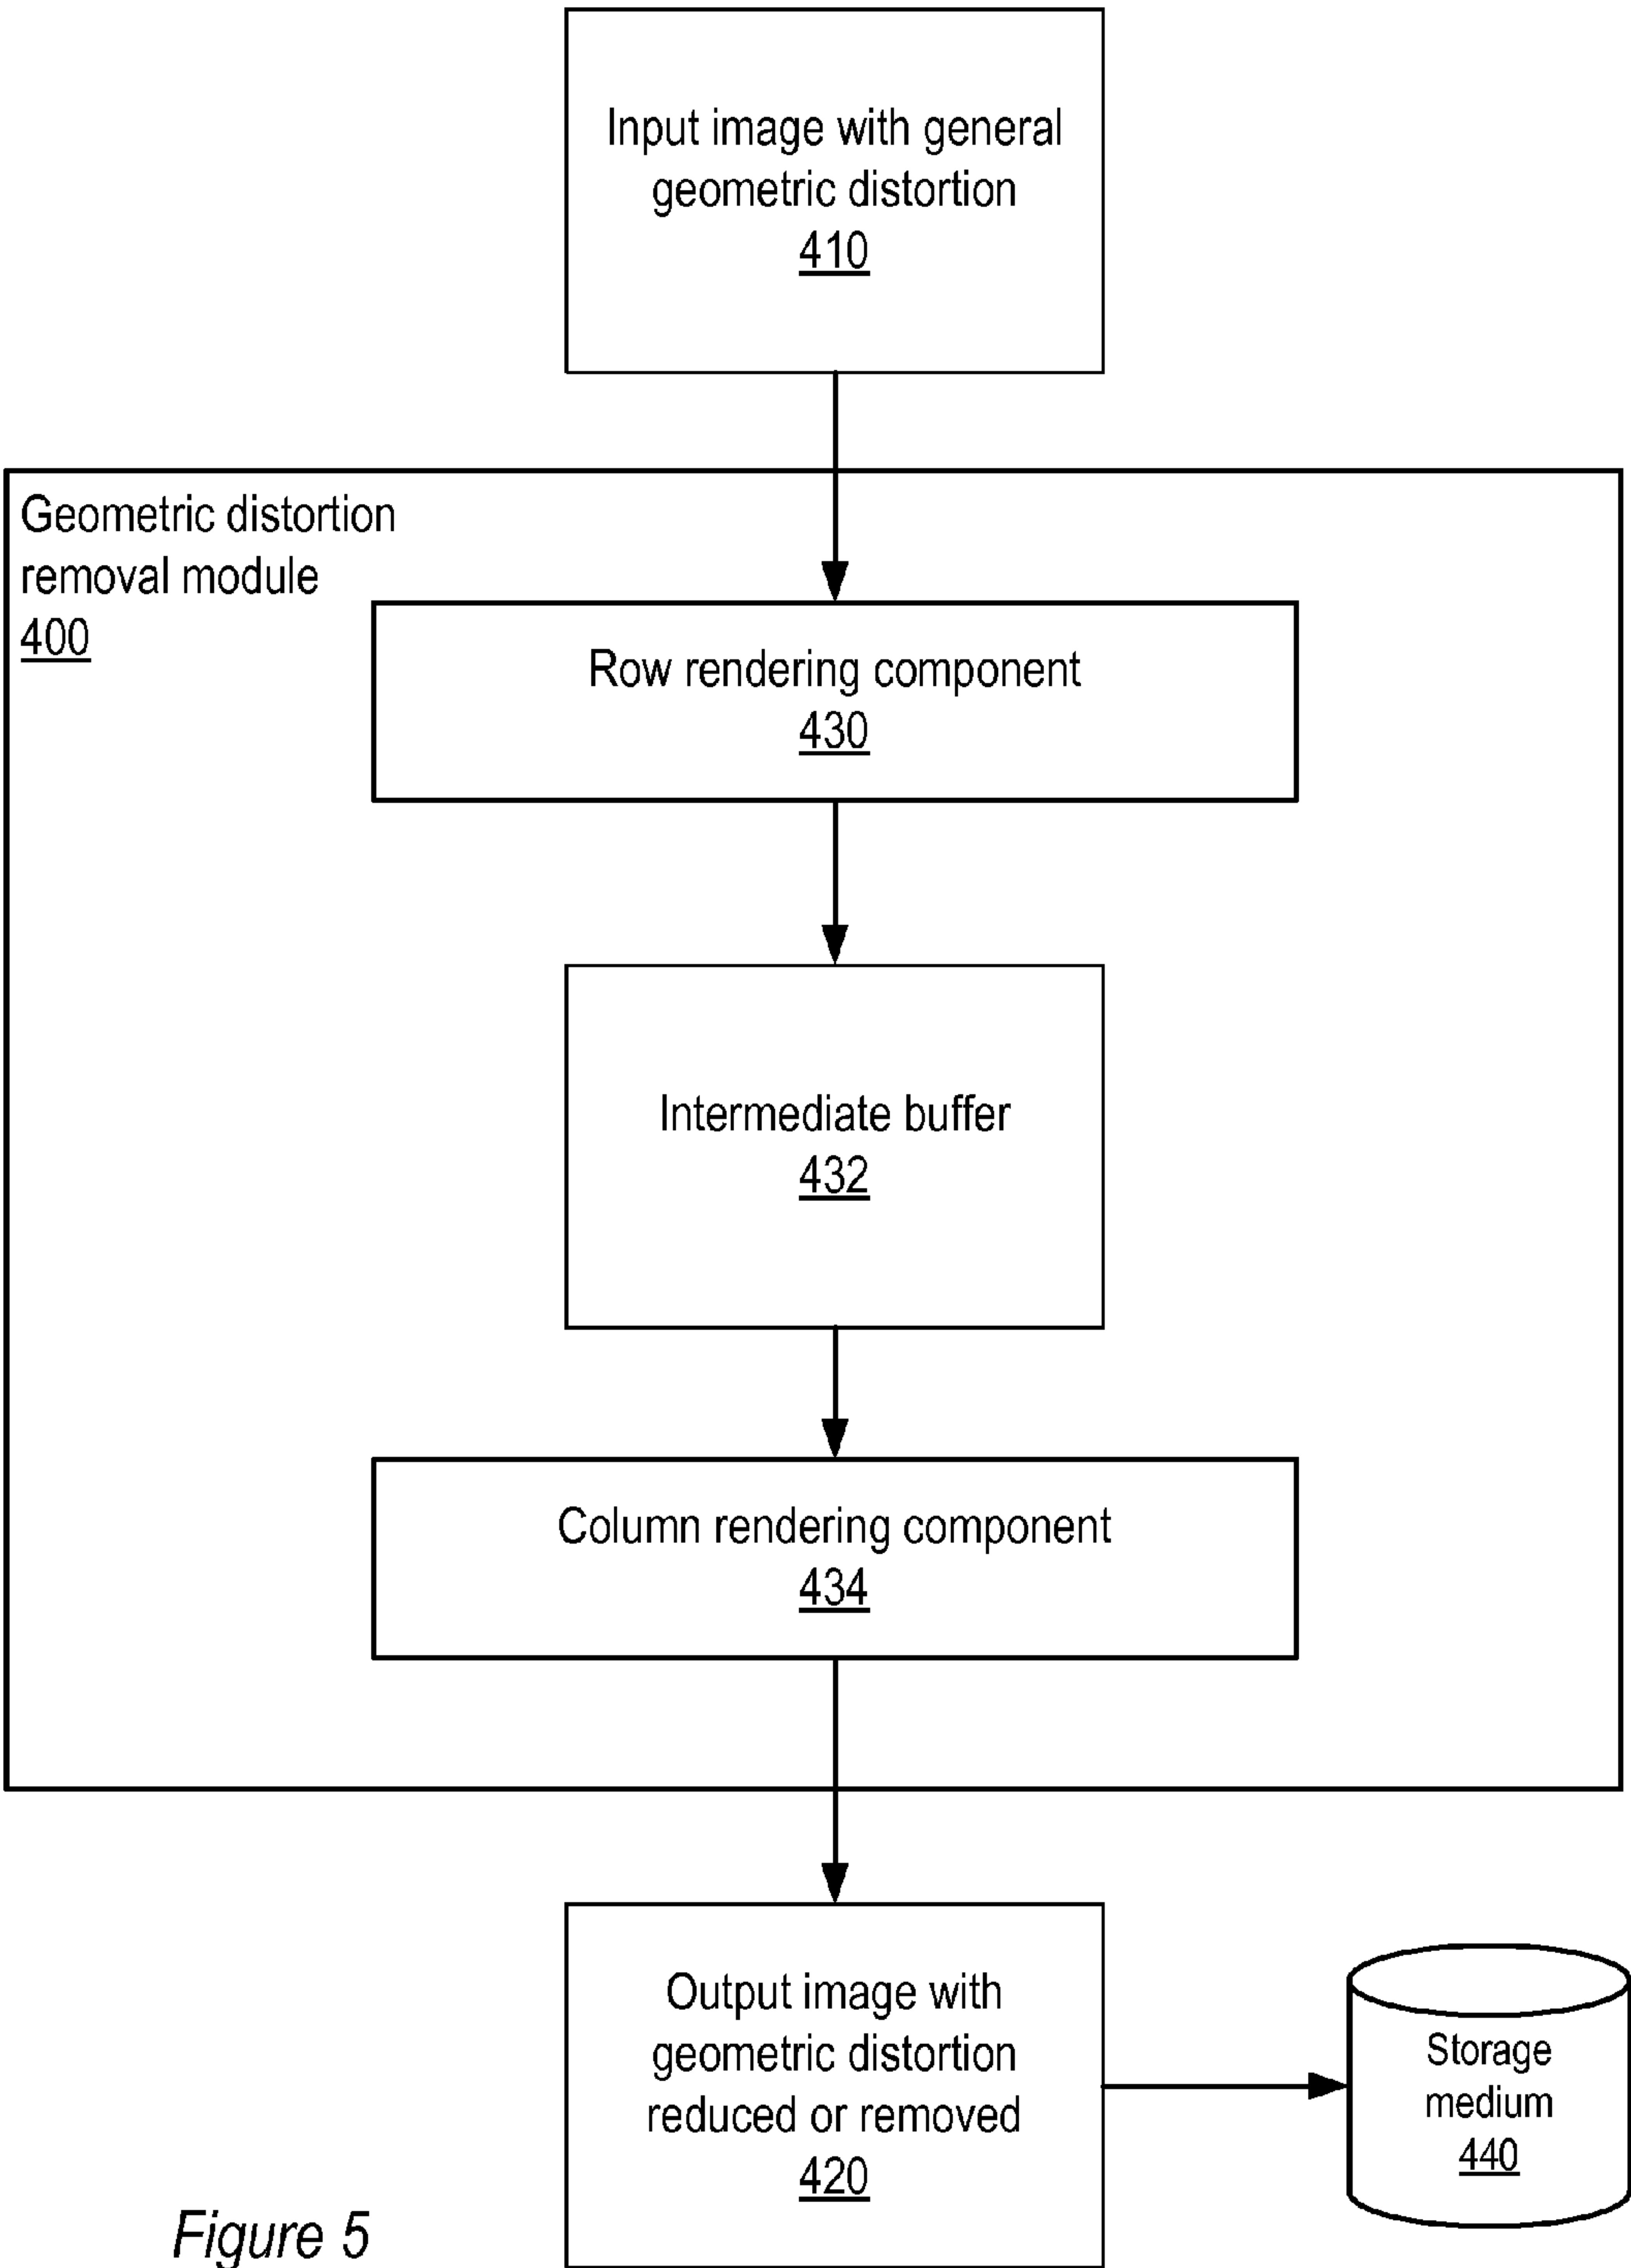 Input image with general
geometric distortion
410
Geometric distortion
removal module
400
Row rendering component
430
Intermediate buffer
432
Column rendering component
434
Output image with
geometric distortion
reduced or removed
420
Storage
medium
440
Figure 5